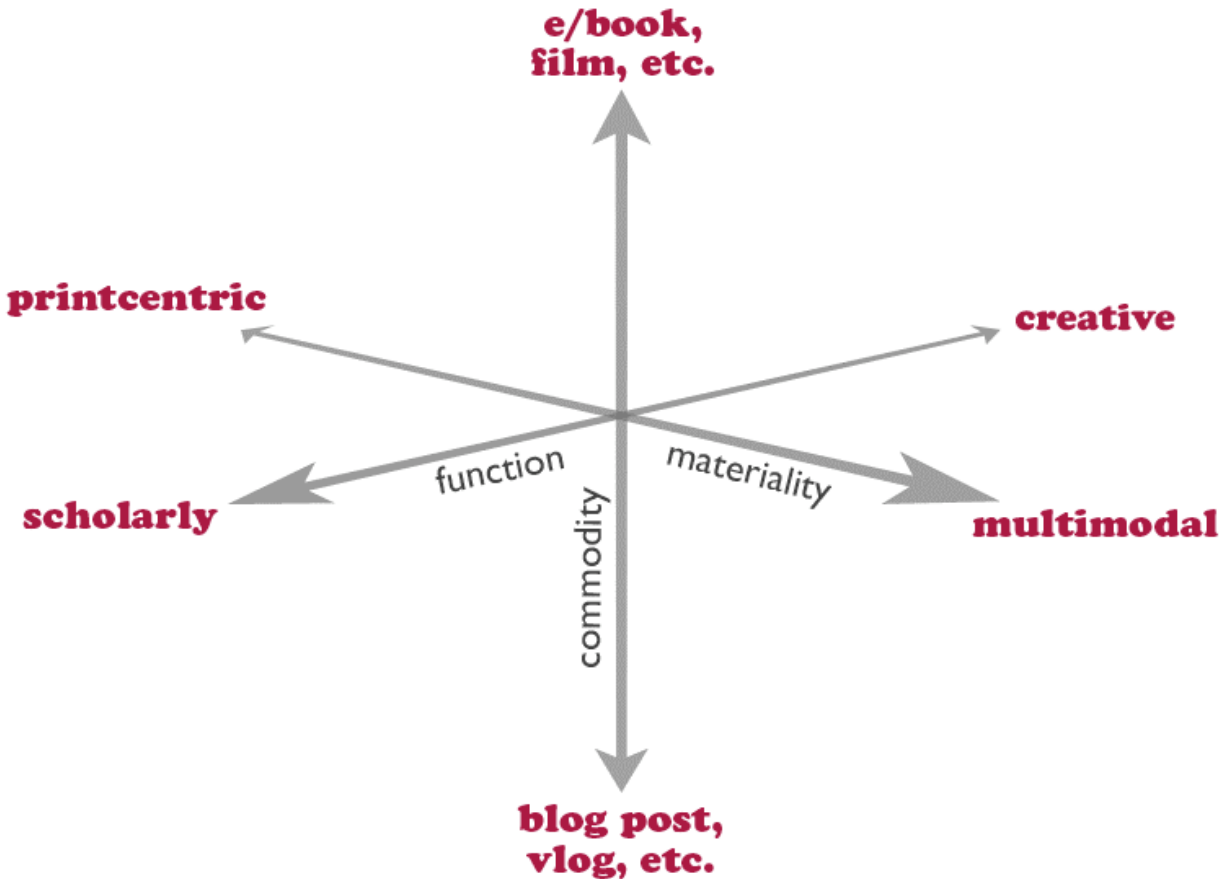 e/book,
film, etc.
printcentric
creative
function
materiality
scholarly
commodity
multimodal
blog post,
vlog, etc.